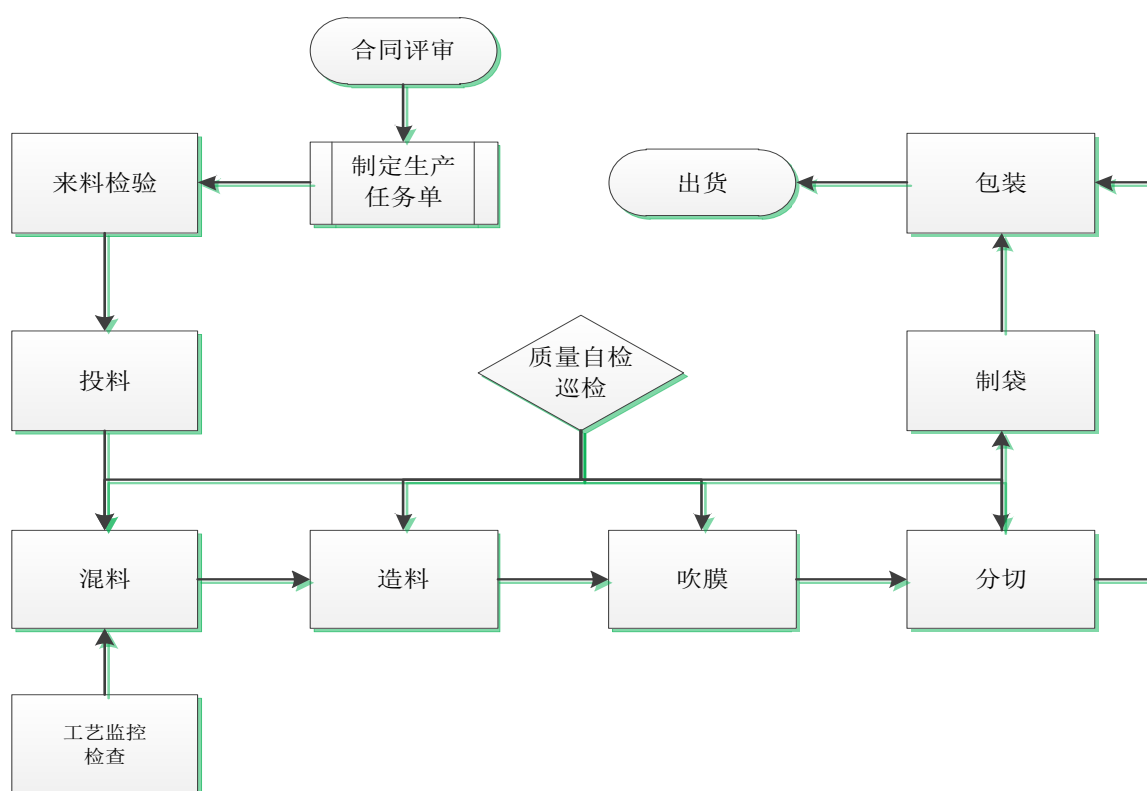 合同评审
来料检验
制定生产
任务单
出货
包装
投料
质量自检
巡检
制袋
混料
造料
吹膜
分切
工艺监控
检查